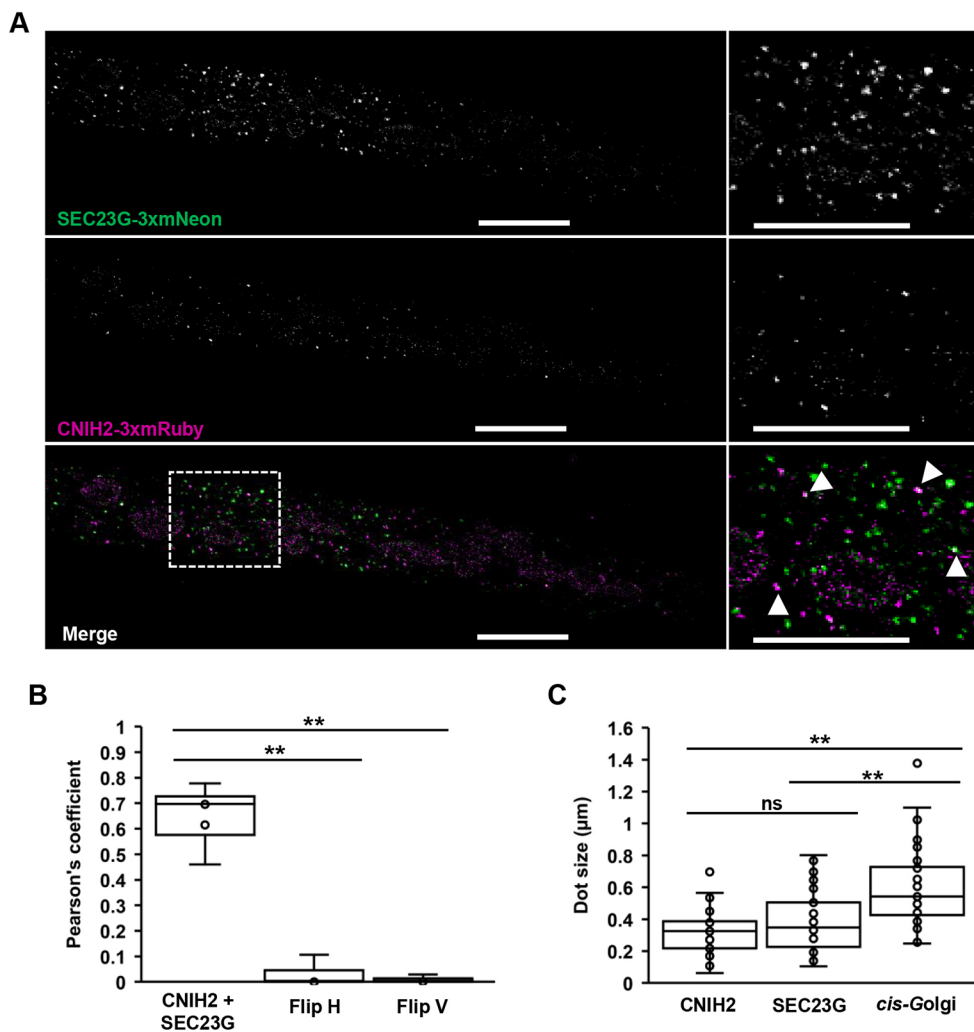 A
SEC23G-3xmNeon
CNIH2-3xmRuby
Merge
B
Pearson's coefficient
1
0.9
0.8
0.7
0.6
0.5
0.4
0.3
0.2
0.1
0
**
**
CNIH2 +
SEC23G
Flip H
Flip V
C
Dot size (μm)
1.6
1.4
1.2
1
0.8
0.6
0.4
0.2
0
**
**
ns
CNIH2
SEC23G
cis-Golgi